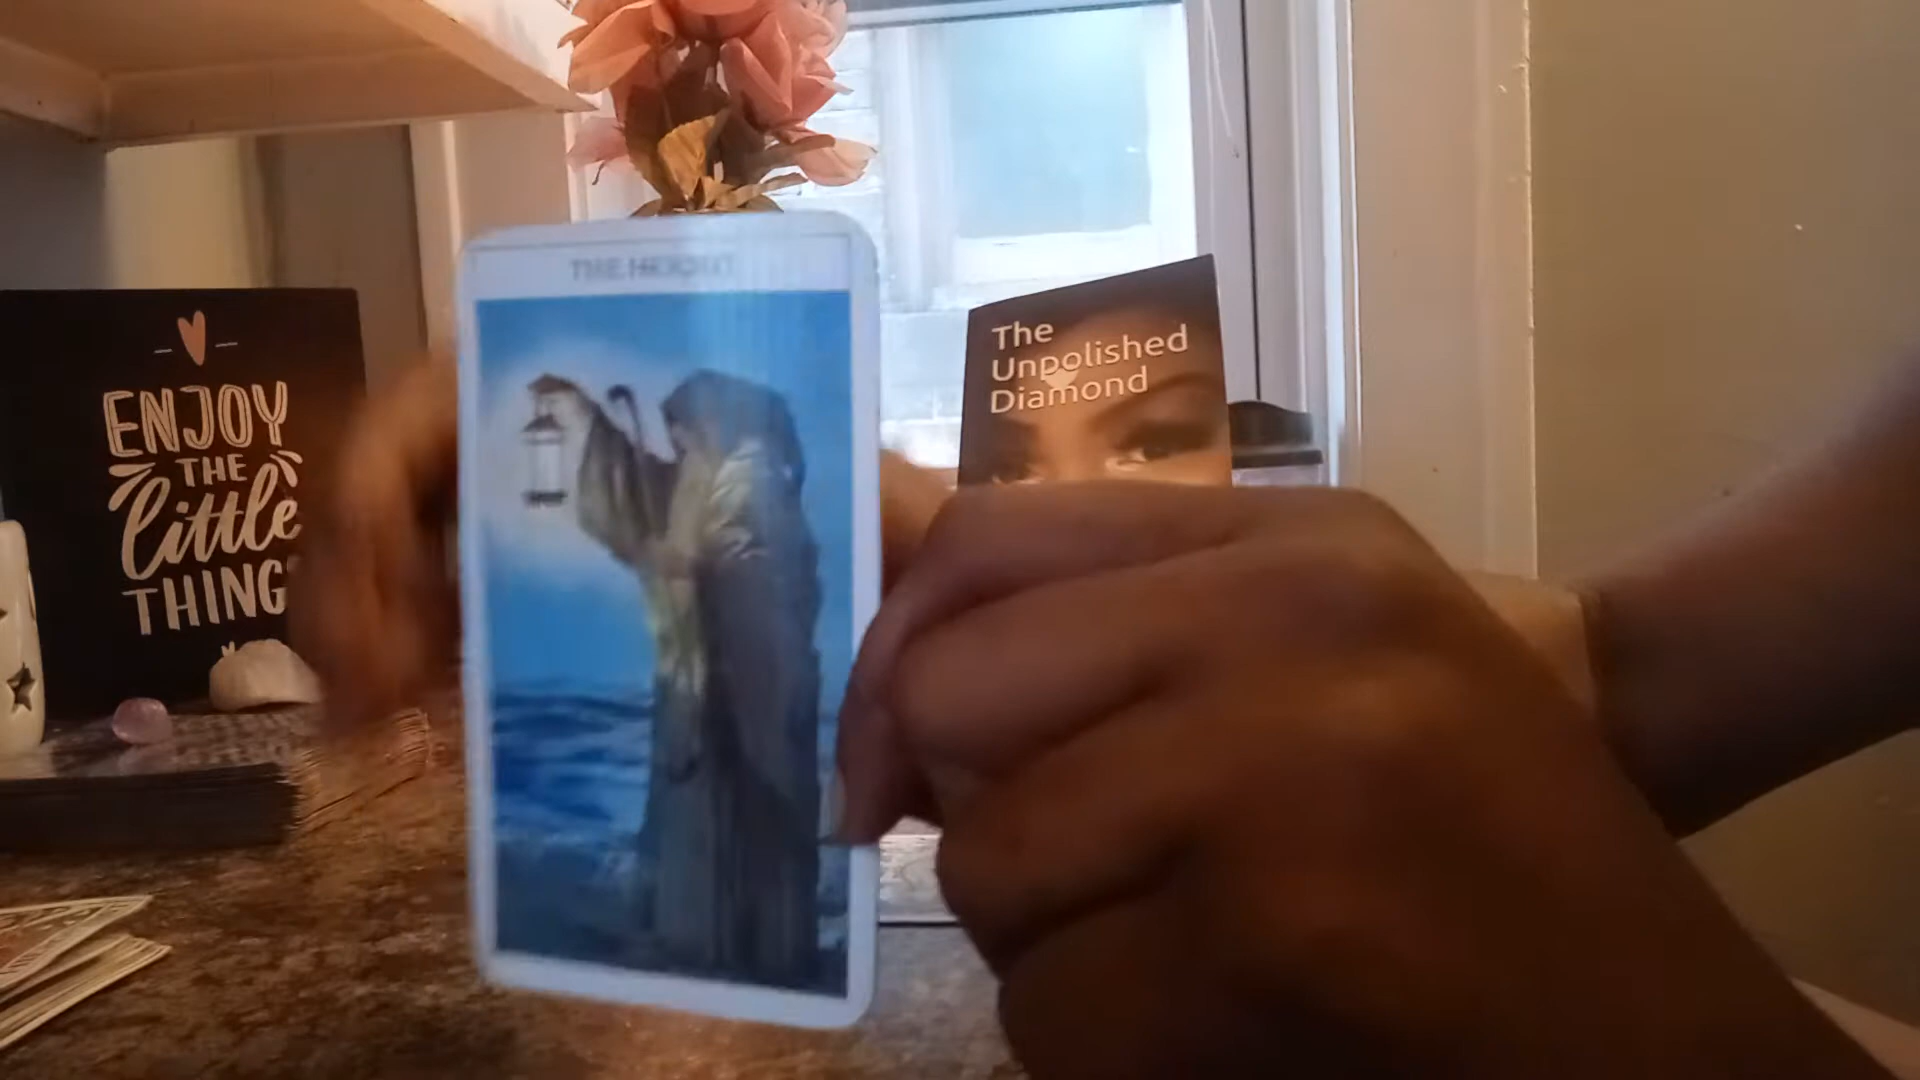 ENJOY
THE
little
THING
THE HERMIT
The
Unpolished
Diamond